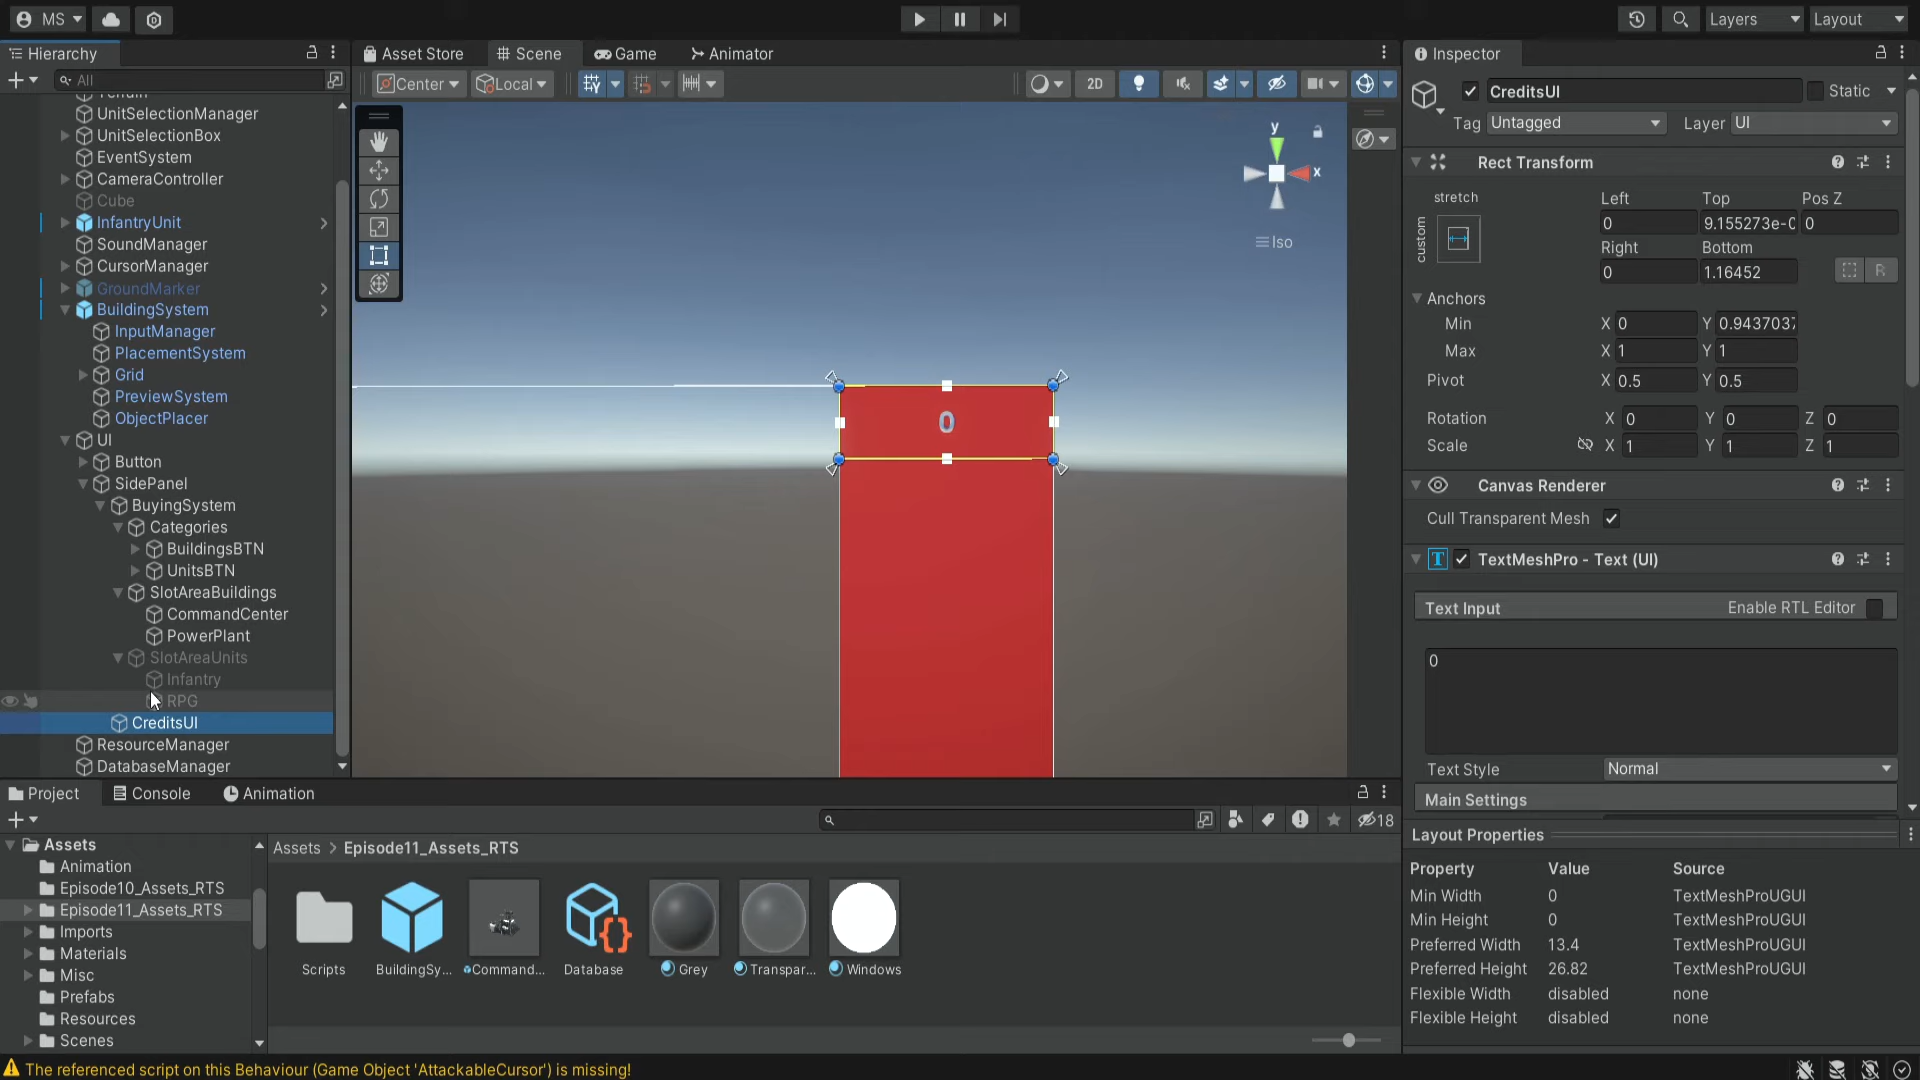 MS
Layers
Layout
Hierarchy
All
Terrain
UnitSelectionManager
UnitSelectionBox
EventSystem
CameraController
Cube
InfantryUnit
SoundManager
CursorManager
GroundMarker
BuildingSystem
InputManager
PlacementSystem
Grid
PreviewSystem
ObjectPlacer
UI
Button
SidePanel
BuyingSystem
Categories
BuildingsBTN
UnitsBTN
SlotAreaBuildings
CommandCenter
PowerPlant
SlotAreaUnits
Infantry
RPG
CreditsUI
ResourceManager
DatabaseManager
Asset Store
Scene
Game
Animator
Center
Local
2D
y
x
Iso
0
Inspector
CreditsUI
Static
Tag Untagged Layer UI
Rect Transform
stretch
custom
Left Top Pos Z
0 9.155273e-0 0
Right Bottom
0 1.16452
R
Anchors
Min X 0 Y 0.943703
Max X 1 Y 1
Pivot X 0.5 Y 0.5
Rotation X 0 Y 0 Z 0
Scale X 1 Y 1 Z 1
Canvas Renderer
Cull Transparent Mesh
TextMeshPro - Text (UI)
Text Input Enable RTL Editor
0
Text Style Normal
Main Settings
Layout Properties
Property Value Source
Min Width 0 TextMeshProUGUI
Min Height 0 TextMeshProUGUI
Preferred Width 13.4 TextMeshProUGUI
Preferred Height 26.82 TextMeshProUGUI
Flexible Width disabled none
Flexible Height disabled none
Project
Console
Animation
18
Assets
Animation
Episode10_Assets_RTS
Episode11_Assets_RTS
Imports
Materials
Misc
Prefabs
Resources
Scenes
Assets > Episode11_Assets_RTS
Scripts
BuildingSy...
Command...
Database
Grey
Transpar...
Windows
The referenced script on this Behaviour (Game Object 'AttackableCursor') is missing!